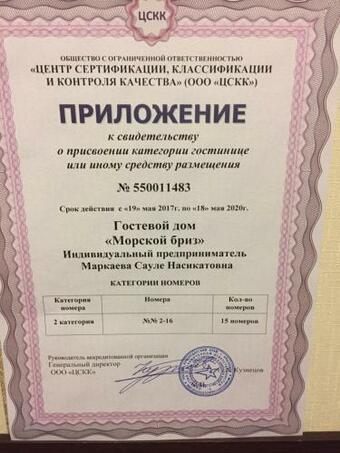 ЦСКК
ОБЩЕСТВО С ОГРАНИЧЕННОЙ ОТВЕТСТВЕННОСТЬЮ
«ЦЕНТР СЕРТИФИКАЦИИ, КЛАССИФИКАЦИИ
И КОНТРОЛЯ КАЧЕСТВА» (ООО «ЦСКК»)
ПРИЛОЖЕНИЕ
к свидетельству
о присвоении категории гостинице
или иному средству размещения
№ 550011483
Срок действия с «19» мая 2017г. по «18» мая 2020г.
Гостевой дом
«Морской бриз»
Индивидуальный предприниматель
Маркаева Сауле Насикатовна
КАТЕГОРИИ НОМЕРОВ
Категория номера Номера Кол-во номеров
2 категория №№ 2-16 15 номеров
Руководитель аккредитованной организации
Генеральный директор Кузнецов
ООО «ЦСКК»